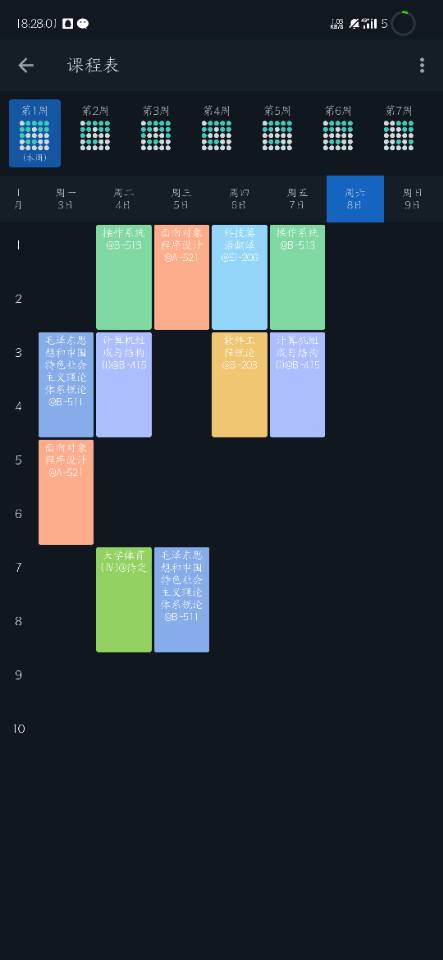 18:28:01
1.00 KB/S
5
课程表
第1周
第2周
第3周
第4周
第5周
第6周
第7周
(本周)
1
月
周一
3日
周二
4日
周三
5日
周四
6日
周五
7日
周六
8日
周日
9日
1
操作系统
@B-513
面向对象
程序设计
@A-521
科技英
语翻译
@E1-206
操作系统
@B-513
2
3
毛泽东思
想和中国
特色社会
主义理论
体系概论
@B-511
计算机组
成与结构
(I)@B-415
软件工
程概论
@B-203
计算机组
成与结构
(I)@B-415
4
5
面向对象
程序设计
@A-521
6
7
大学体育
(IV)@待定
毛泽东思
想和中国
特色社会
主义理论
体系概论
@B-511
8
9
10